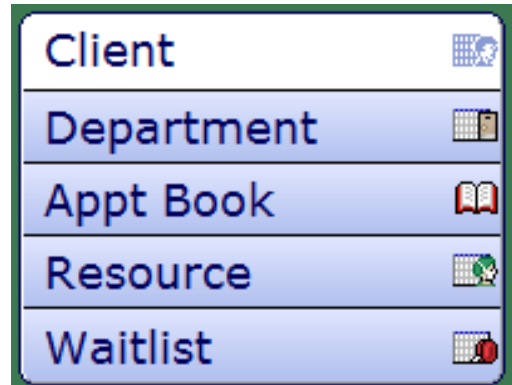 Client
Department
Appt Book
Resource
Waitlist